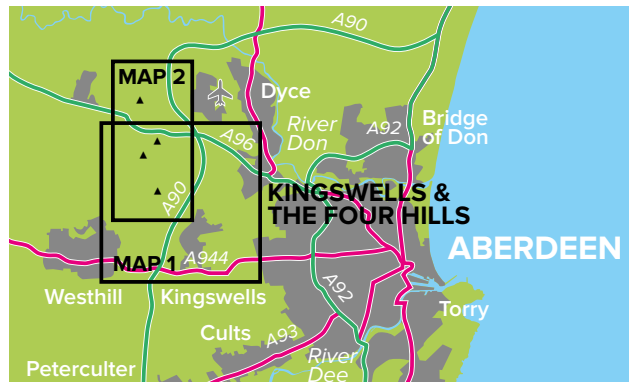 A90
MAP 2
Dyce
River
Don
A92
Bridge
of Don
A96
KINGSWELLS &
THE FOUR HILLS
A90
ABERDEEN
A944
MAP 1
Westhill
Kingswells
A92
Torry
Cults
A93
River
Dee
Peterculter